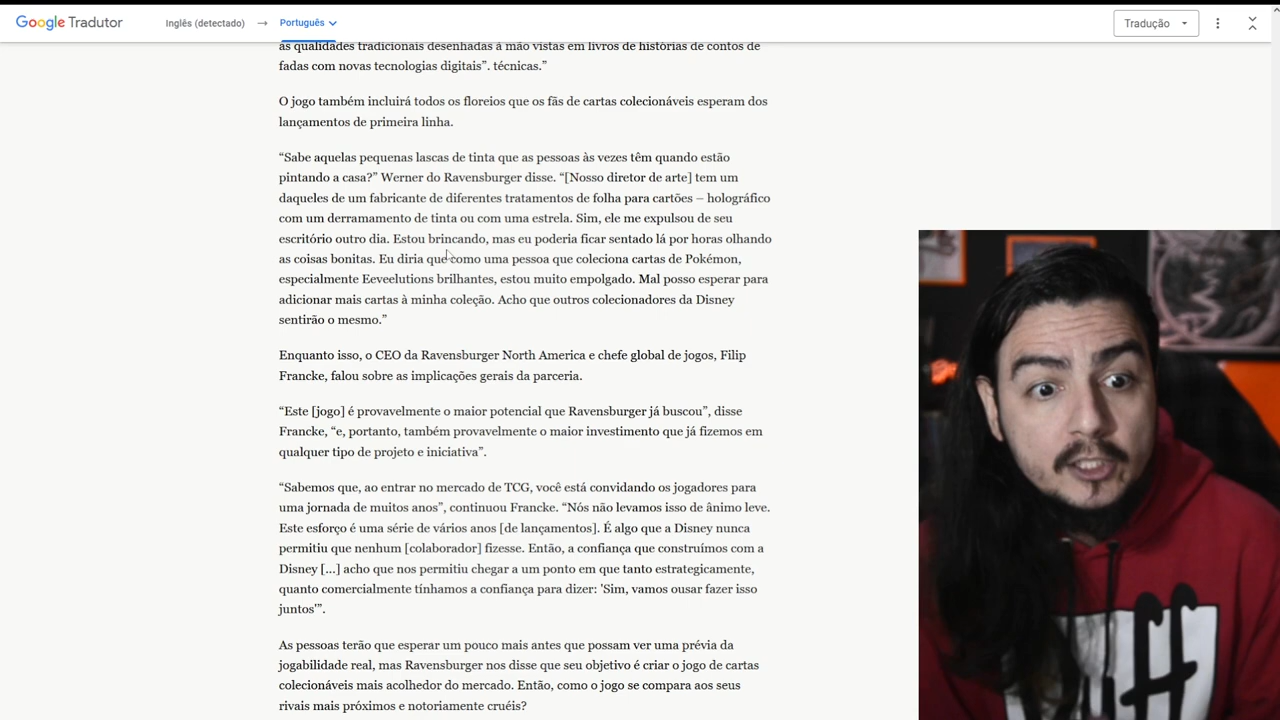 Google Tradutor
Inglês (detectado) → Português
Tradução
as qualidades tradicionais desenhadas à mão vistas em livros de histórias de contos de
fadas com novas tecnologias digitais”. técnicas.”
O jogo também incluirá todos os floreios que os fãs de cartas colecionáveis esperam dos
lançamentos de primeira linha.
“Sabe aquelas pequenas lascas de tinta que as pessoas às vezes têm quando estão
pintando a casa?” Werner do Ravensburger disse. “[Nosso diretor de arte] tem um
daqueles de um fabricante de diferentes tratamentos de folha para cartões – holográfico
com um derramamento de tinta ou com uma estrela. Sim, ele me expulsou de seu
escritório outro dia. Estou brincando, mas eu poderia ficar sentado lá por horas olhando
as coisas bonitas. Eu diria que como uma pessoa que coleciona cartas de Pokémon,
especialmente Eeveelutions brilhantes, estou muito empolgado. Mal posso esperar para
adicionar mais cartas à minha coleção. Acho que outros colecionadores da Disney
sentirão o mesmo.”
Enquanto isso, o CEO da Ravensburger North America e chefe global de jogos, Filip
Francke, falou sobre as implicações gerais da parceria.
“Este [jogo] é provavelmente o maior potencial que Ravensburger já buscou”, disse
Francke, “e, portanto, também provavelmente o maior investimento que já fizemos em
qualquer tipo de projeto e iniciativa”.
“Sabemos que, ao entrar no mercado de TCG, você está convidando os jogadores para
uma jornada de muitos anos”, continuou Francke. “Nós não levamos isso de ânimo leve.
Este esforço é uma série de vários anos [de lançamentos]. É algo que a Disney nunca
permitiu que nenhum [colaborador] fizesse. Então, a confiança que construímos com a
Disney [...] acho que nos permitiu chegar a um ponto em que tanto estrategicamente,
quanto comercialmente tínhamos a confiança para dizer: 'Sim, vamos ousar fazer isso
juntos'”.
As pessoas terão que esperar um pouco mais antes que possam ver uma prévia da
jogabilidade real, mas Ravensburger nos disse que seu objetivo é criar o jogo de cartas
colecionáveis mais acolhedor do mercado. Então, como o jogo se compara aos seus
rivais mais próximos e notoriamente cruéis?